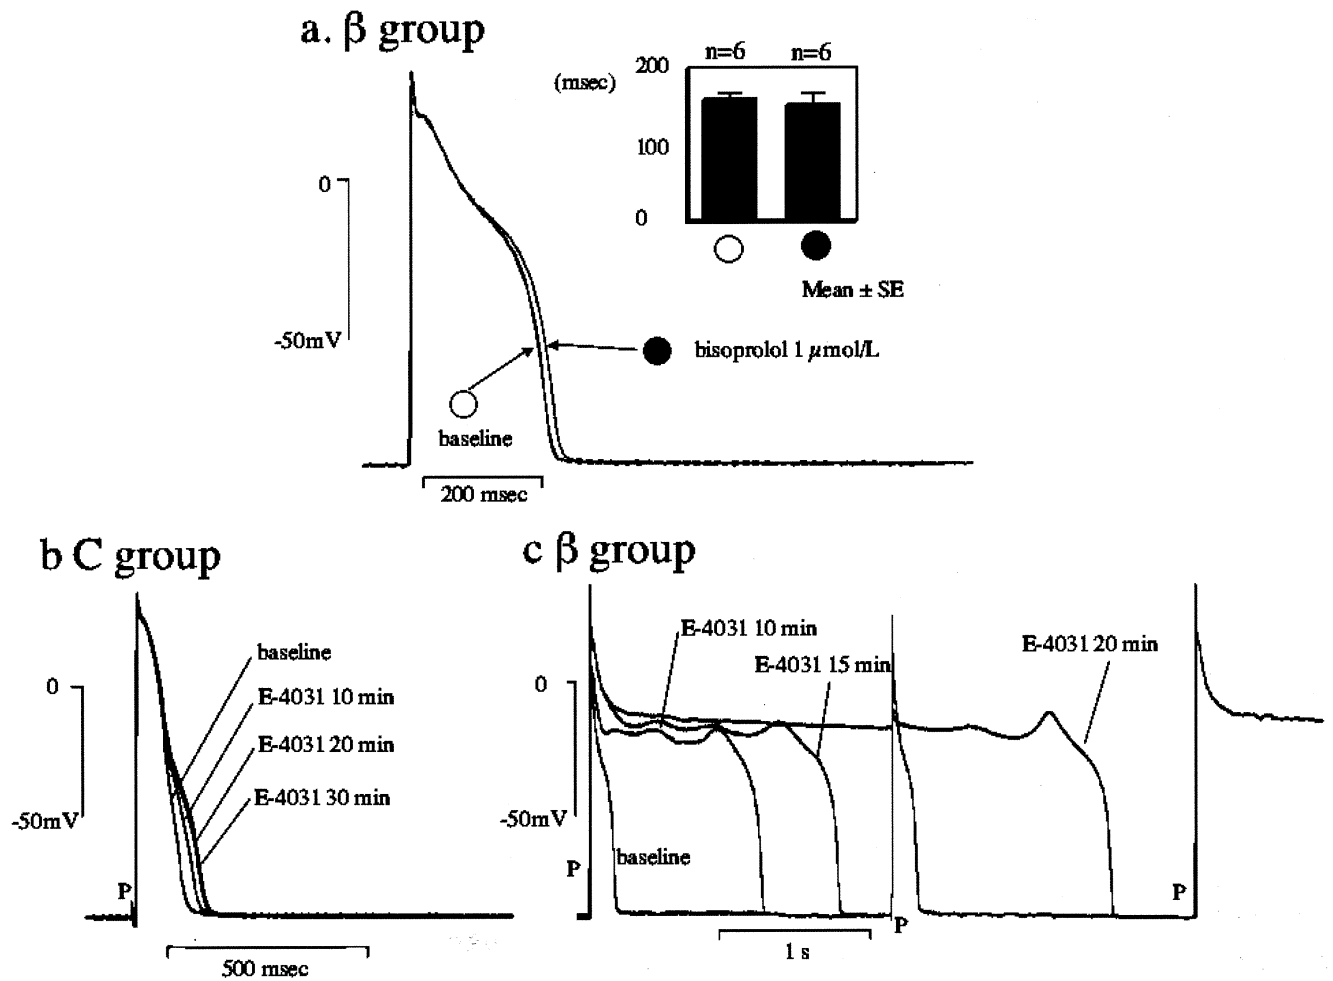 a. β group
n=6 n=6
200
(msec)
100
0
0
Mean ± SE
-50mV
bisoprolol 1 μmol/L
baseline
200 msec
b C group
baseline
E-4031 10 min
0
E-4031 20 min
E-4031 30 min
-50mV
P
500 msec
c β group
E-4031 10 min
E-4031 15 min
E-4031 20 min
0
-50mV
baseline
P
P
P
1 s